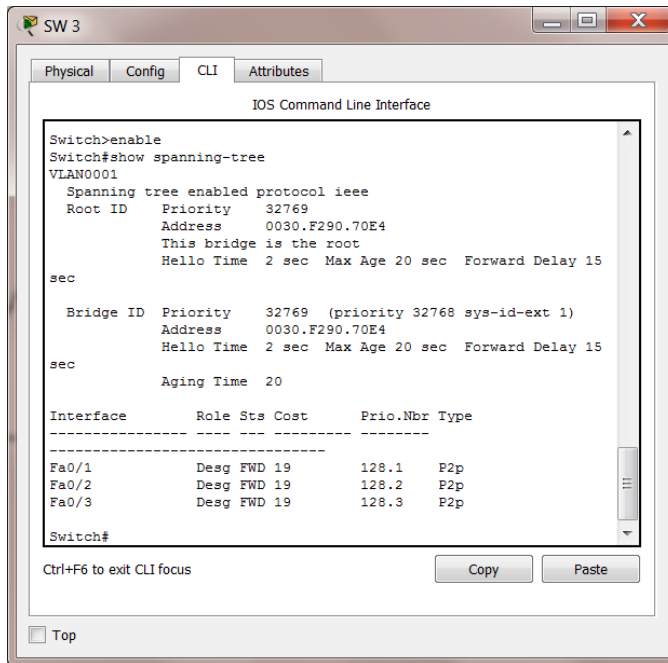 SW 3
Physical Config CLI Attributes
IOS Command Line Interface
Switch>enable
Switch#show spanning-tree
VLAN0001
  Spanning tree enabled protocol ieee
  Root ID    Priority    32769
             Address     0030.F290.70E4
             This bridge is the root
             Hello Time  2 sec  Max Age 20 sec  Forward Delay 15
sec
  Bridge ID  Priority    32769  (priority 32768 sys-id-ext 1)
             Address     0030.F290.70E4
             Hello Time  2 sec  Max Age 20 sec  Forward Delay 15
sec
             Aging Time  20
Interface        Role Sts Cost      Prio.Nbr Type
---------------- ---- --- --------- --------
--------------------------------
Fa0/1            Desg FWD 19        128.1    P2p
Fa0/2            Desg FWD 19        128.2    P2p
Fa0/3            Desg FWD 19        128.3    P2p
Switch#
Ctrl+F6 to exit CLI focus Copy Paste
Top